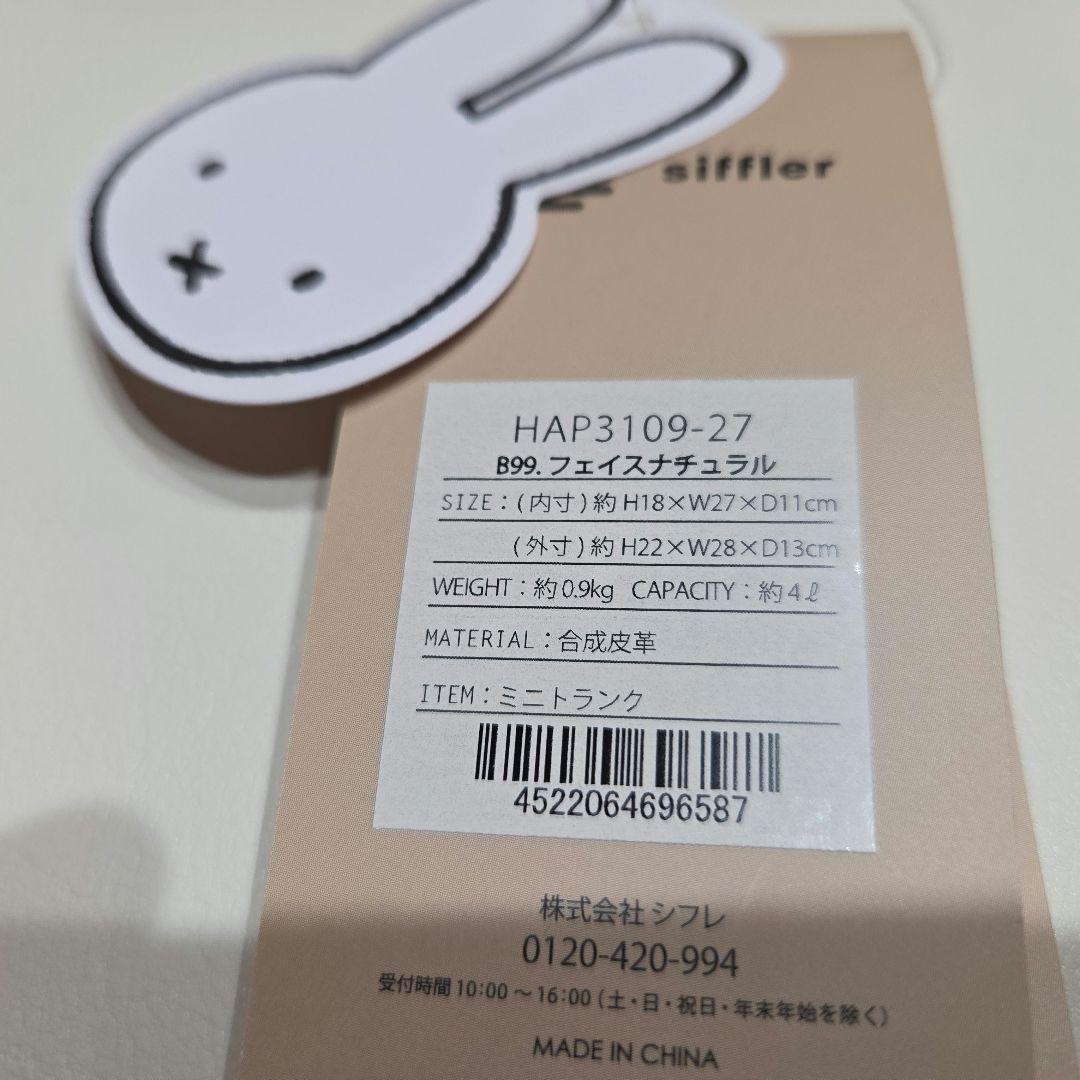 siffler
HAP3109-27
B99. フェイスナチュラル
SIZE：(内寸)約 H18×W27×D11cm
(外寸)約 H22×W28×D13cm
WEIGHT：約0.9kg CAPACITY：約4ℓ
MATERIAL：合成皮革
ITEM：ミニトランク
4522064696587
株式会社 シフレ
0120-420-994
受付時間 10:00～16:00（土・日・祝日・年末年始を除く）
MADE IN CHINA